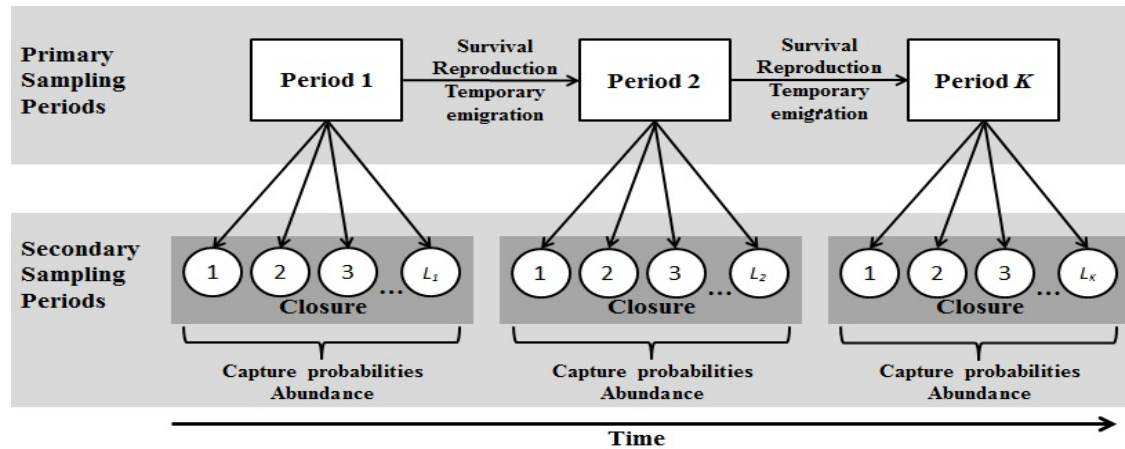 Primary
Sampling
Periods
Period 1
Survival
Reproduction
Temporary
emigration
Period 2
Survival
Reproduction
Temporary
emigration
Period K
Secondary
Sampling
Periods
1 2 3 ... L₁
Closure
1 2 3 ... L₂
Closure
1 2 3 ... Lₖ
Closure
Capture probabilities
Abundance
Capture probabilities
Abundance
Capture probabilities
Abundance
Time